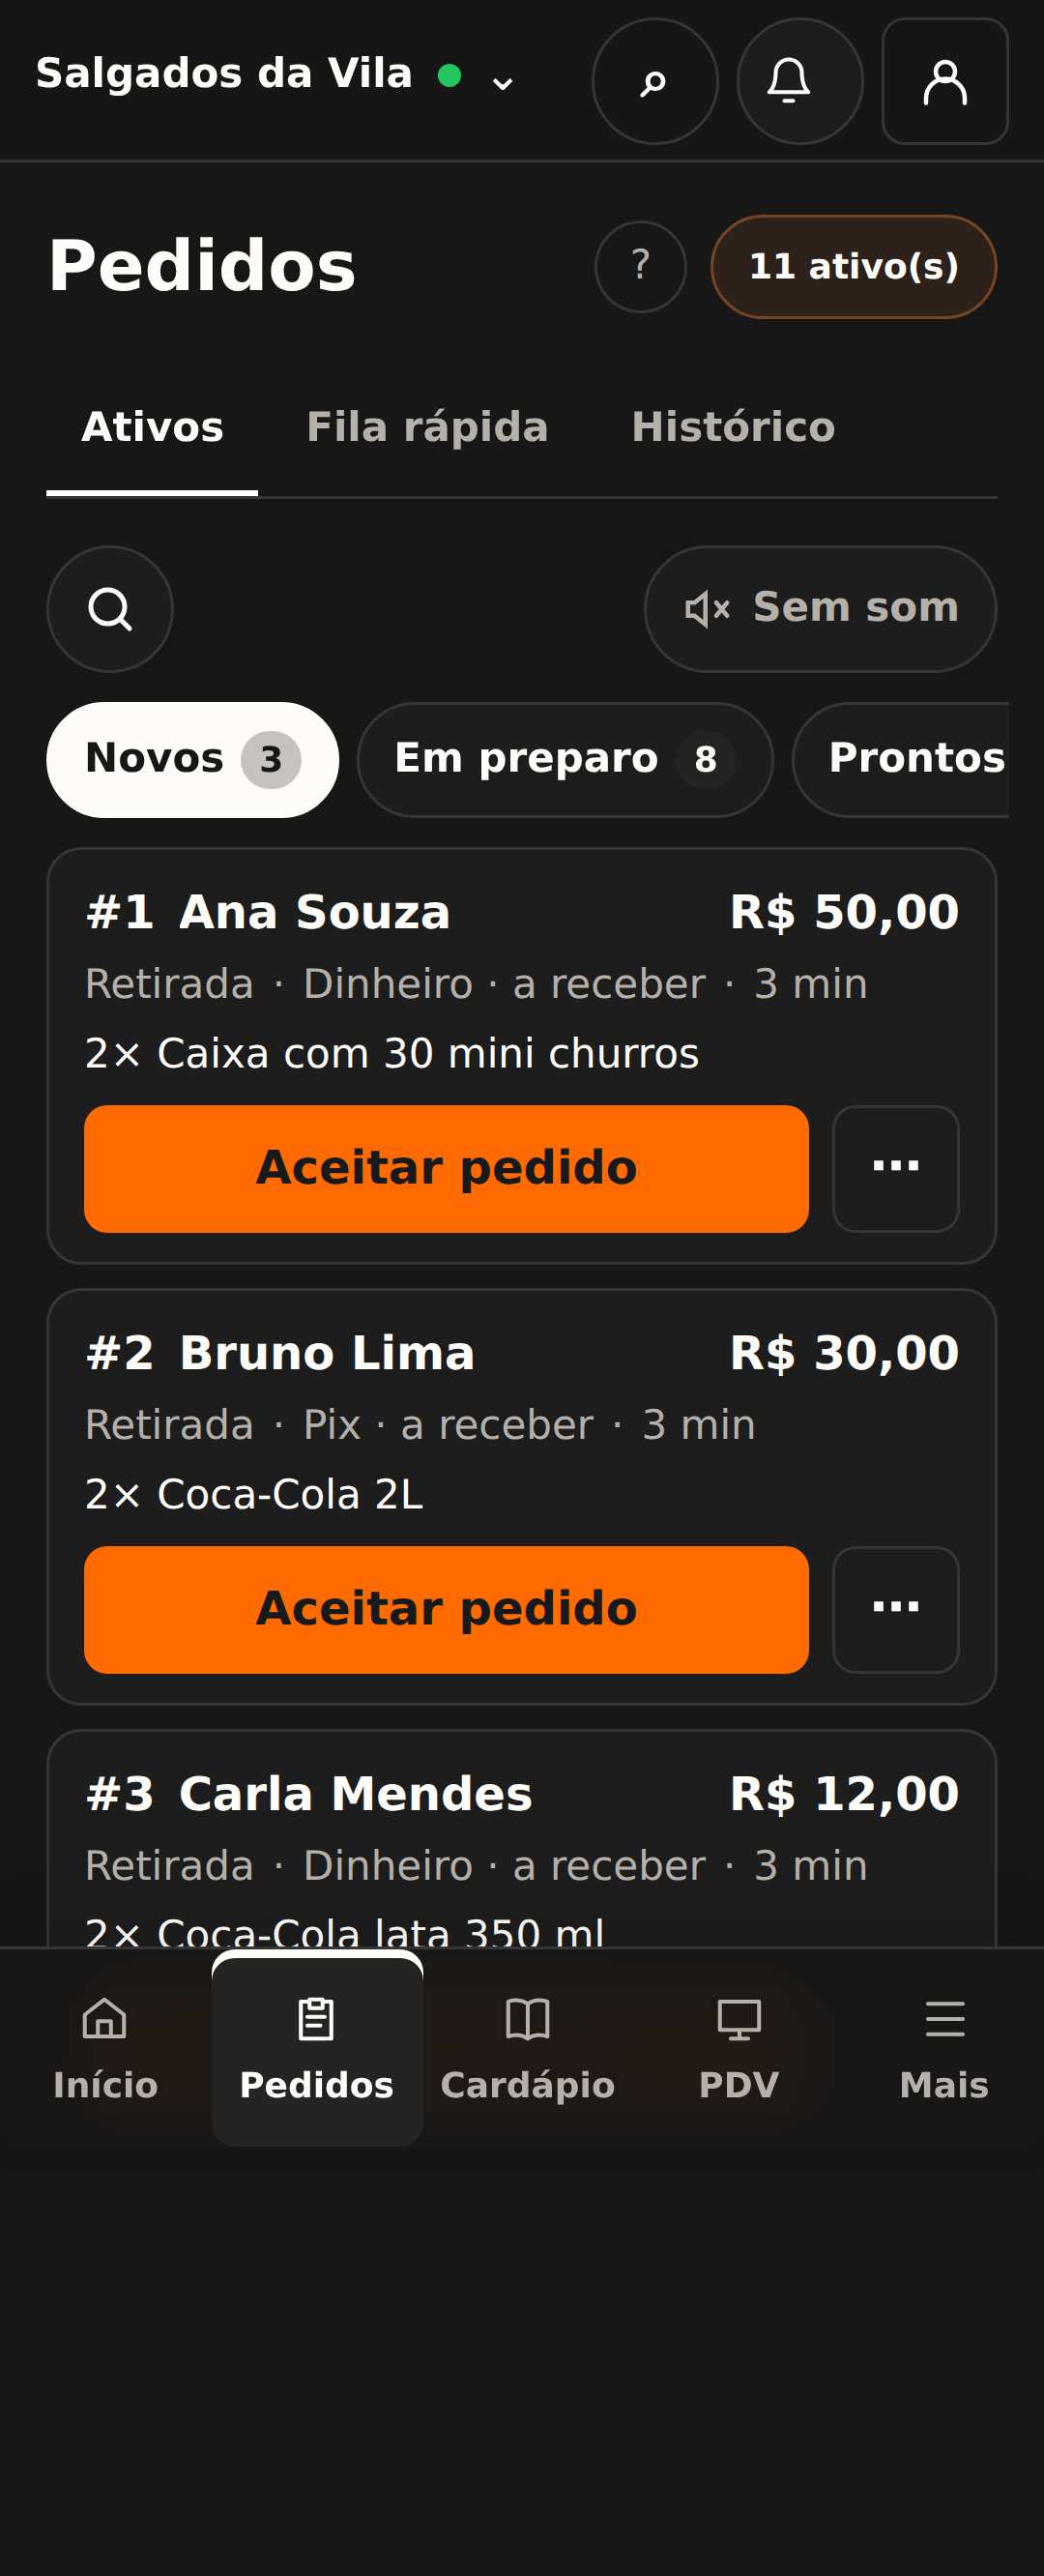 Salgados da Vila
Pedidos
?
11 ativo(s)
Ativos
Fila rápida
Histórico
Sem som
Novos 3
Em preparo 8
Prontos
#1 Ana Souza
R$ 50,00
Retirada · Dinheiro · a receber · 3 min
2× Caixa com 30 mini churros
Aceitar pedido
...
#2 Bruno Lima
R$ 30,00
Retirada · Pix · a receber · 3 min
2× Coca-Cola 2L
Aceitar pedido
...
#3 Carla Mendes
R$ 12,00
Retirada · Dinheiro · a receber · 3 min
2× Coca-Cola lata 350 ml
Início
Pedidos
Cardápio
PDV
Mais